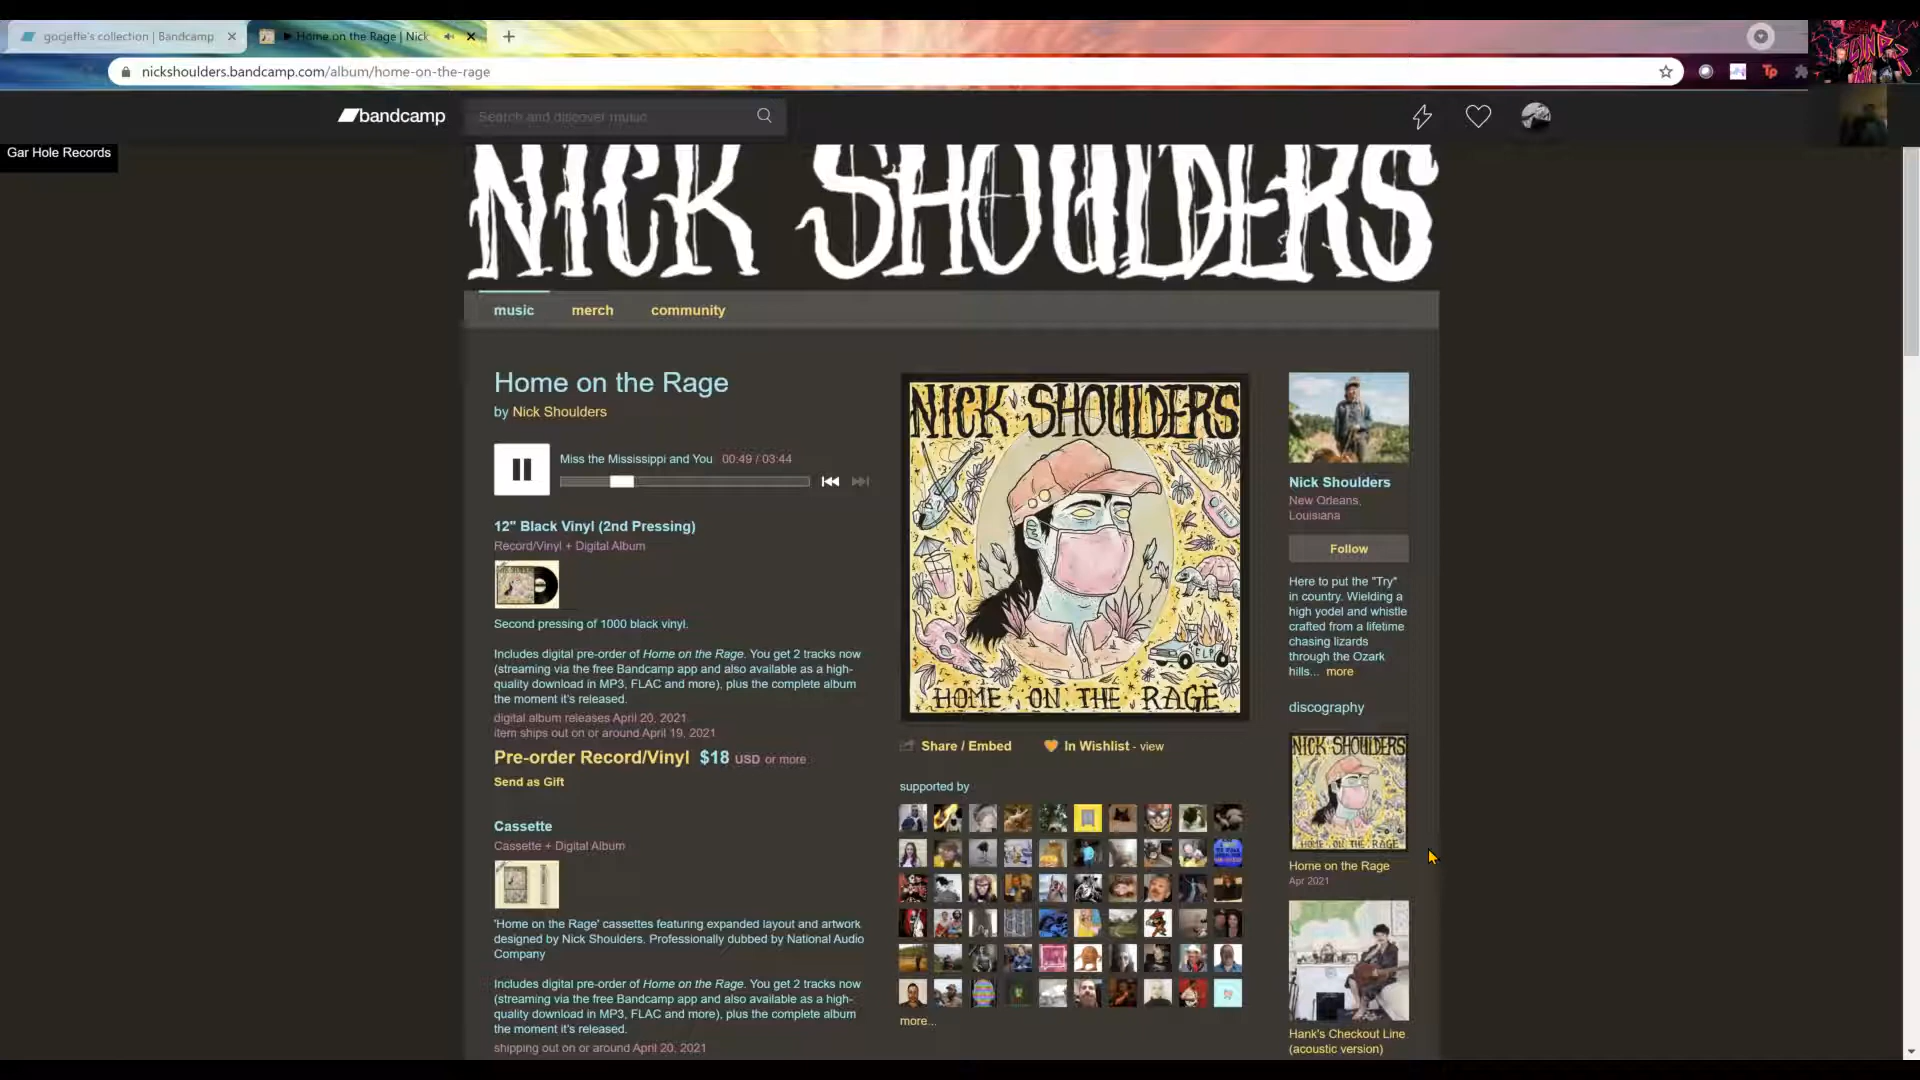 gocjeffe's collection | Bandcamp
Home on the Rage | Nick
nickshoulders.bandcamp.com/album/home-on-the-rage
Tp
bandcamp
Search and discover music
Gar Hole Records
NICK SHOULDERS
music
merch
community
Home on the Rage
by Nick Shoulders
Miss the Mississippi and You 00:49 / 03:44
12" Black Vinyl (2nd Pressing)
Record/Vinyl + Digital Album
Second pressing of 1000 black vinyl.
Includes digital pre-order of Home on the Rage. You get 2 tracks now
(streaming via the free Bandcamp app and also available as a high-
quality download in MP3, FLAC and more), plus the complete album
the moment it's released.
digital album releases April 20, 2021
item ships out on or around April 19, 2021
Pre-order Record/Vinyl $18 USD or more
Send as Gift
Cassette
Cassette + Digital Album
'Home on the Rage' cassettes featuring expanded layout and artwork
designed by Nick Shoulders. Professionally dubbed by National Audio
Company
Includes digital pre-order of Home on the Rage. You get 2 tracks now
(streaming via the free Bandcamp app and also available as a high-
quality download in MP3, FLAC and more), plus the complete album
the moment it's released.
shipping out on or around April 20, 2021
NICK SHOULDERS
HELP
HOME ON THE RAGE
Share / Embed
In Wishlist - view
supported by
more...
Nick Shoulders
New Orleans,
Louisiana
Follow
Here to put the "Try"
in country. Wielding a
high yodel and whistle
crafted from a lifetime
chasing lizards
through the Ozark
hills... more
discography
NICK SHOULDERS
HOME ON THE RAGE
Home on the Rage
Apr 2021
Hank's Checkout Line
(acoustic version)